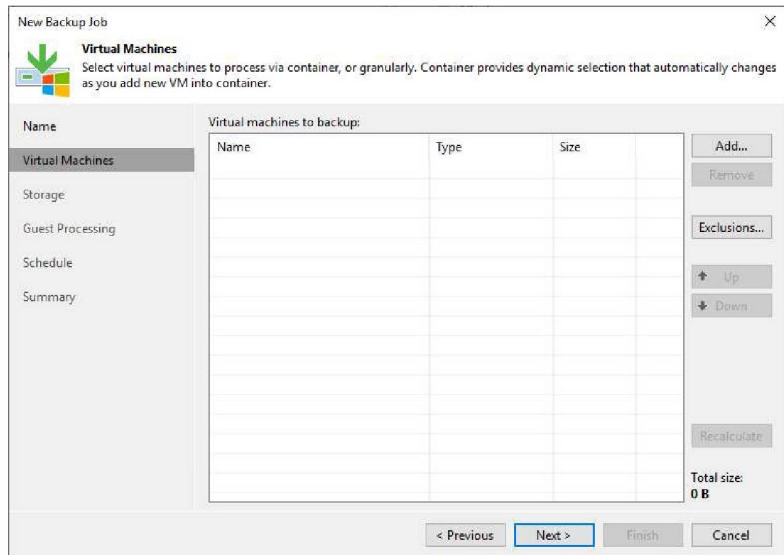 New Backup Job
Virtual Machines
Select virtual machines to process via container, or granularly. Container provides dynamic selection that automatically changes
as you add new VM into container.
Name
Virtual Machines
Storage
Guest Processing
Schedule
Summary
Virtual machines to backup:
Name Type Size
Add...
Remove
Exclusions...
Up
Down
Recalculate
Total size:
0 B
< Previous Next > Finish Cancel